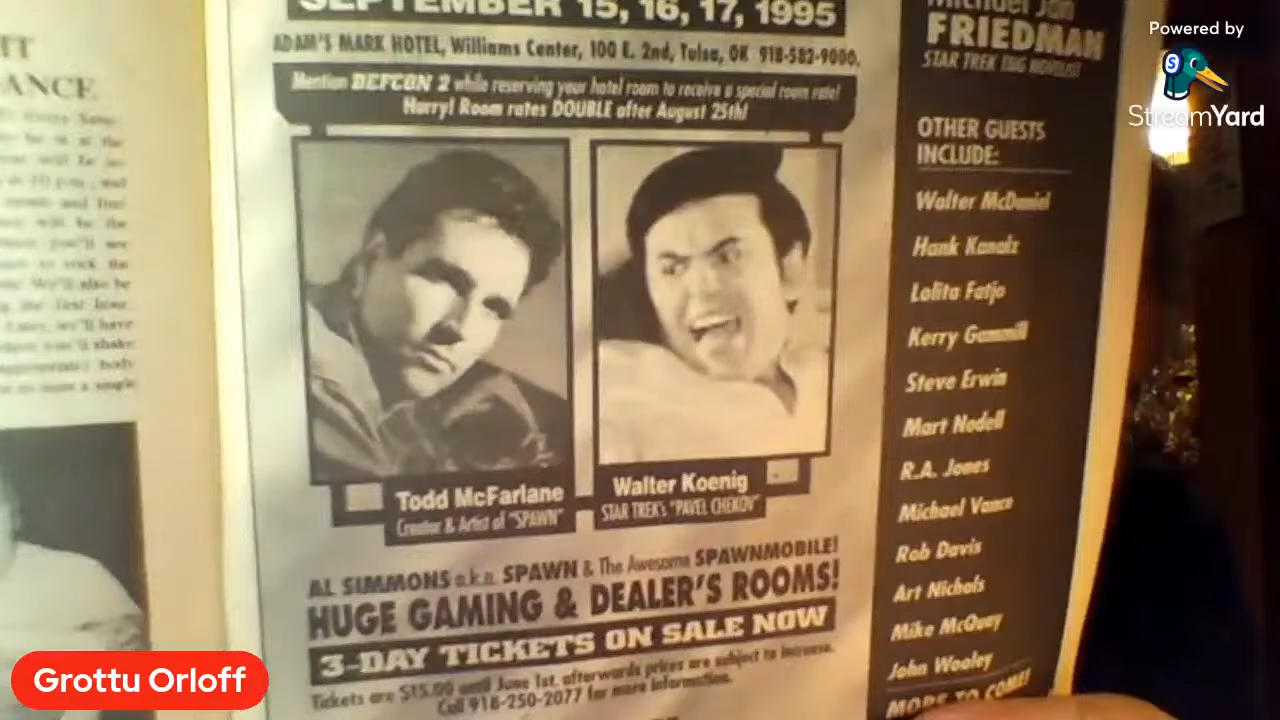 SEPTEMBER 15, 16, 17, 1995
ADAM'S MARK HOTEL, Williams Center, 100 E. 2nd, Tulsa, OK 918-582-9000.
Mention DEFCON 2 while reserving your hotel room to receive a special room rate!
Hurry! Room rates DOUBLE after August 25th!
Todd McFarlane
Creator & Artist of "SPAWN"
Walter Koenig
STAR TREK's "PAVEL CHEKOV"
AL SIMMONS a.k.a. SPAWN & The Awesome SPAWNMOBILE!
HUGE GAMING & DEALER'S ROOMS!
3-DAY TICKETS ON SALE NOW
Tickets are $15.00 until June 1st, afterwards prices are subject to increase.
Call 918-250-2077 for more information.
Michael Jan
FRIEDMAN
STAR TREK TNG NOVELIST
OTHER GUESTS
INCLUDE:
Walter McDaniel
Hank Kanalz
Lolita Fatjo
Kerry Gammill
Steve Erwin
Mart Nodell
R.A. Jones
Michael Vance
Rob Davis
Art Nichols
Mike McQuay
John Wooley
MORE TO COME!
ANCE
Powered by
StreamYard
Grottu Orloff